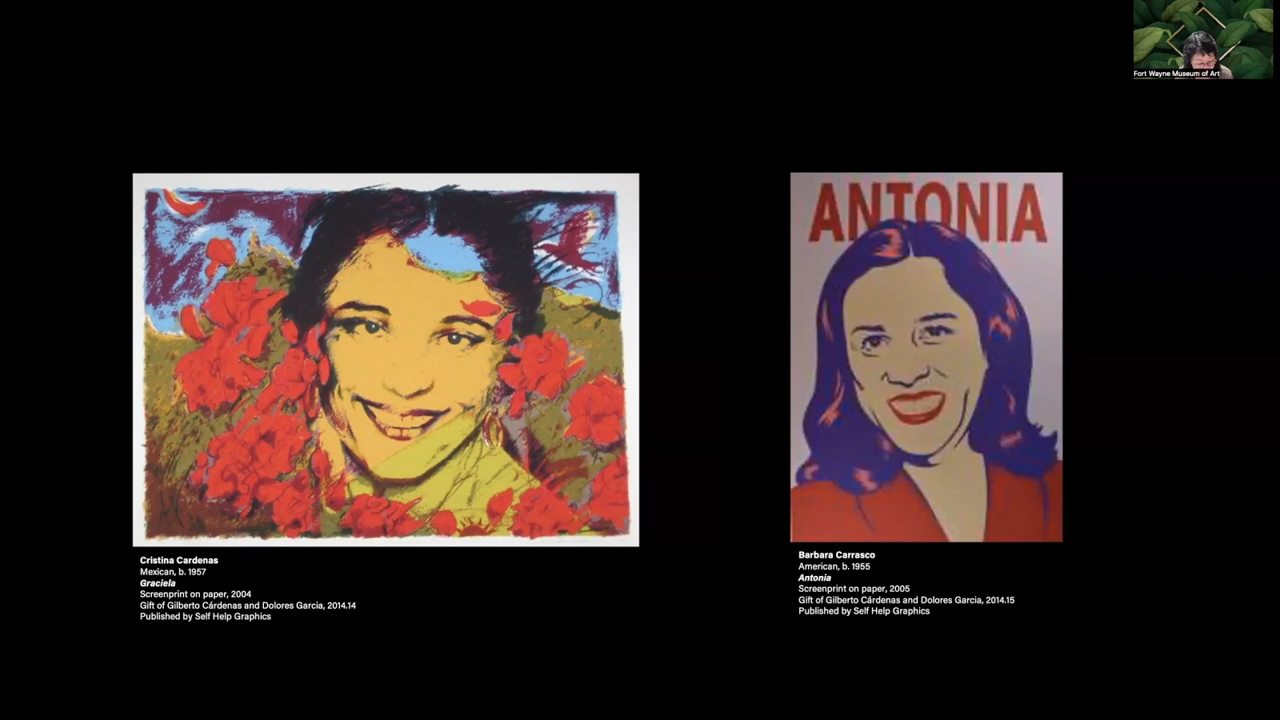 Fort Wayne Museum of Art
ANTONIA
Cristina Cardenas
Mexican, b. 1957
Graciela
Screenprint on paper, 2004
Gift of Gilberto Cárdenas and Dolores Garcia, 2014.14
Published by Self Help Graphics
Barbara Carrasco
American, b. 1955
Antonia
Screenprint on paper, 2005
Gift of Gilberto Cárdenas and Dolores Garcia, 2014.15
Published by Self Help Graphics